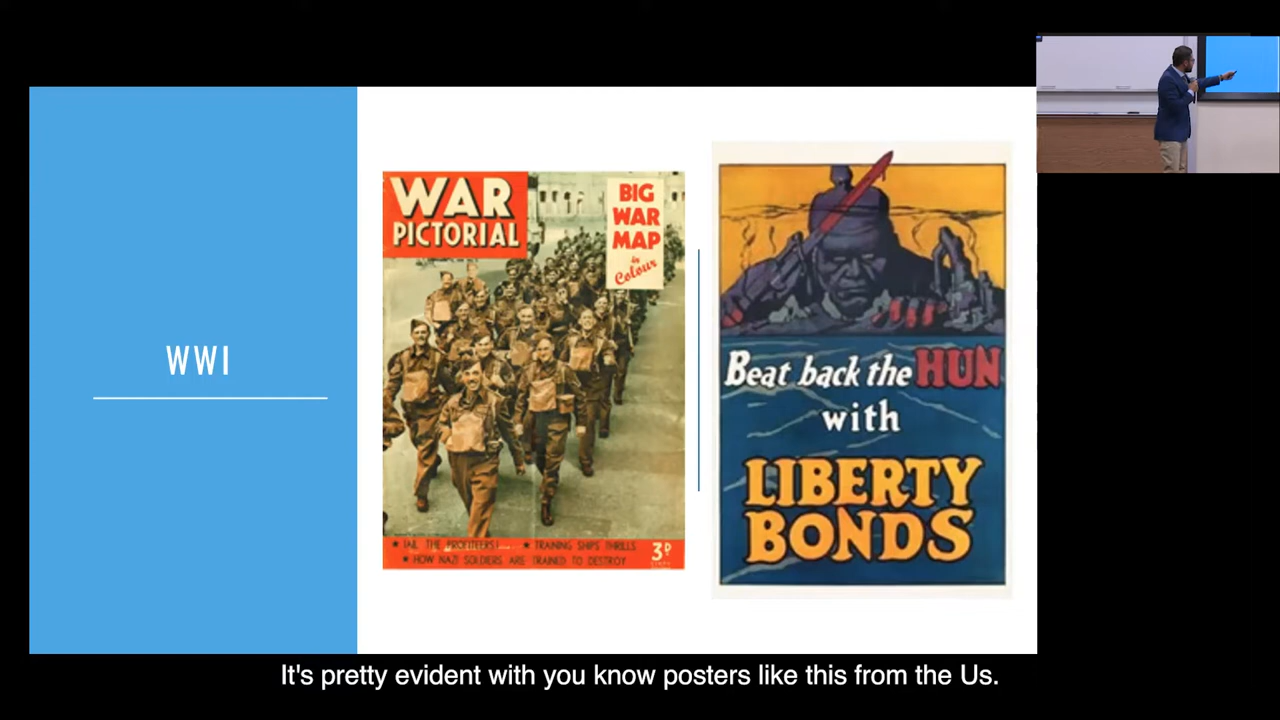 WWI
WAR
PICTORIAL
BIG
WAR
MAP
in
Colour
★ JAIL THE PROFITEERS! ★ TRAINING SHIPS THRILLS
★ HOW NAZI SOLDIERS ARE TRAINED TO DESTROY
3D
Beat back the HUN
with
LIBERTY
BONDS
It's pretty evident with you know posters like this from the Us.